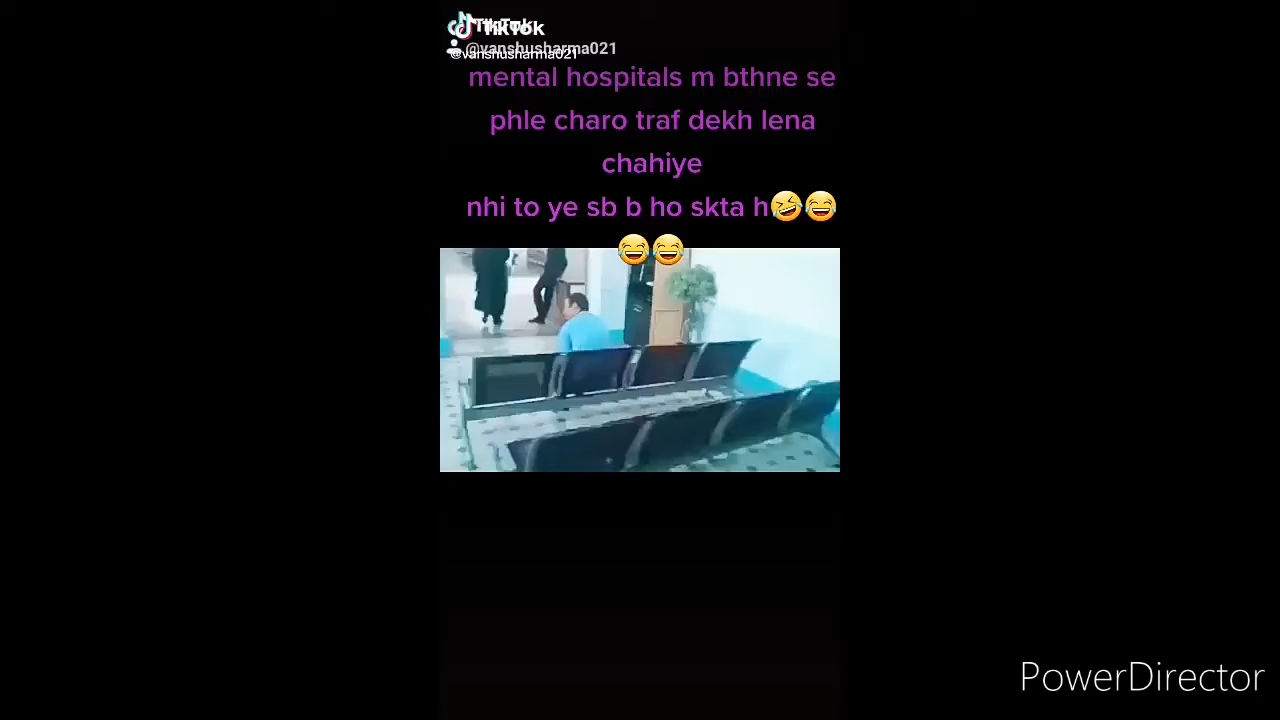 TikTok
@vanshusharma021
@vanshusharma021
mental hospitals m bthne se
phle charo traf dekh lena
chahiye
nhi to ye sb b ho skta h🤣😂
😂😂
PowerDirector